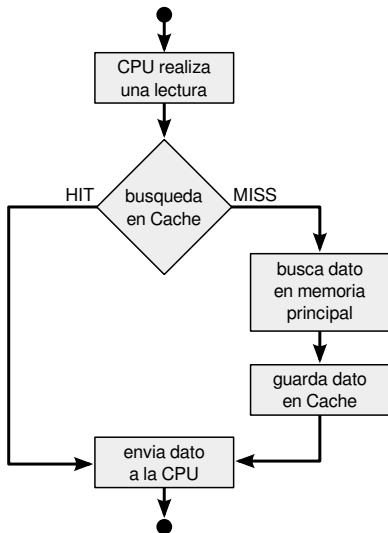 CPU realiza
una lectura
HIT
busqueda
en Cache
MISS
busca dato
en memoria
principal
guarda dato
en Cache
envia dato
a la CPU